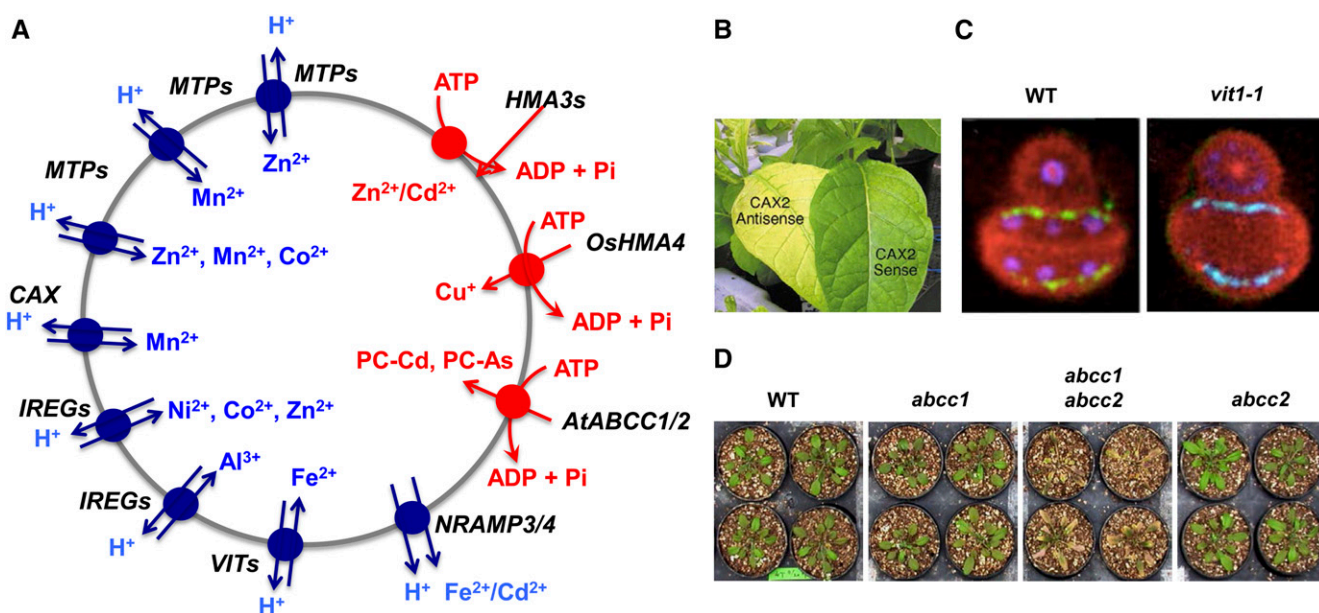 A
H+
MTPs
MTPs
H+
Zn2+
Mn2+
MTPs
H+
Zn2+, Mn2+, Co2+
CAX
H+
Mn2+
IREGs
H+
Ni2+, Co2+, Zn2+
IREGs
H+
Al3+
VITs
H+
Fe2+
NRAMP3/4
H+ Fe2+/Cd2+
ATP
HMA3s
ADP + Pi
Zn2+/Cd2+
ATP
OsHMA4
Cu+
ADP + Pi
PC-Cd, PC-As
ATP
AtABCC1/2
ADP + Pi
B
CAX2
Antisense
CAX2
Sense
C
WT
vit1-1
D
WT
abcc1
abcc1
abcc2
abcc2